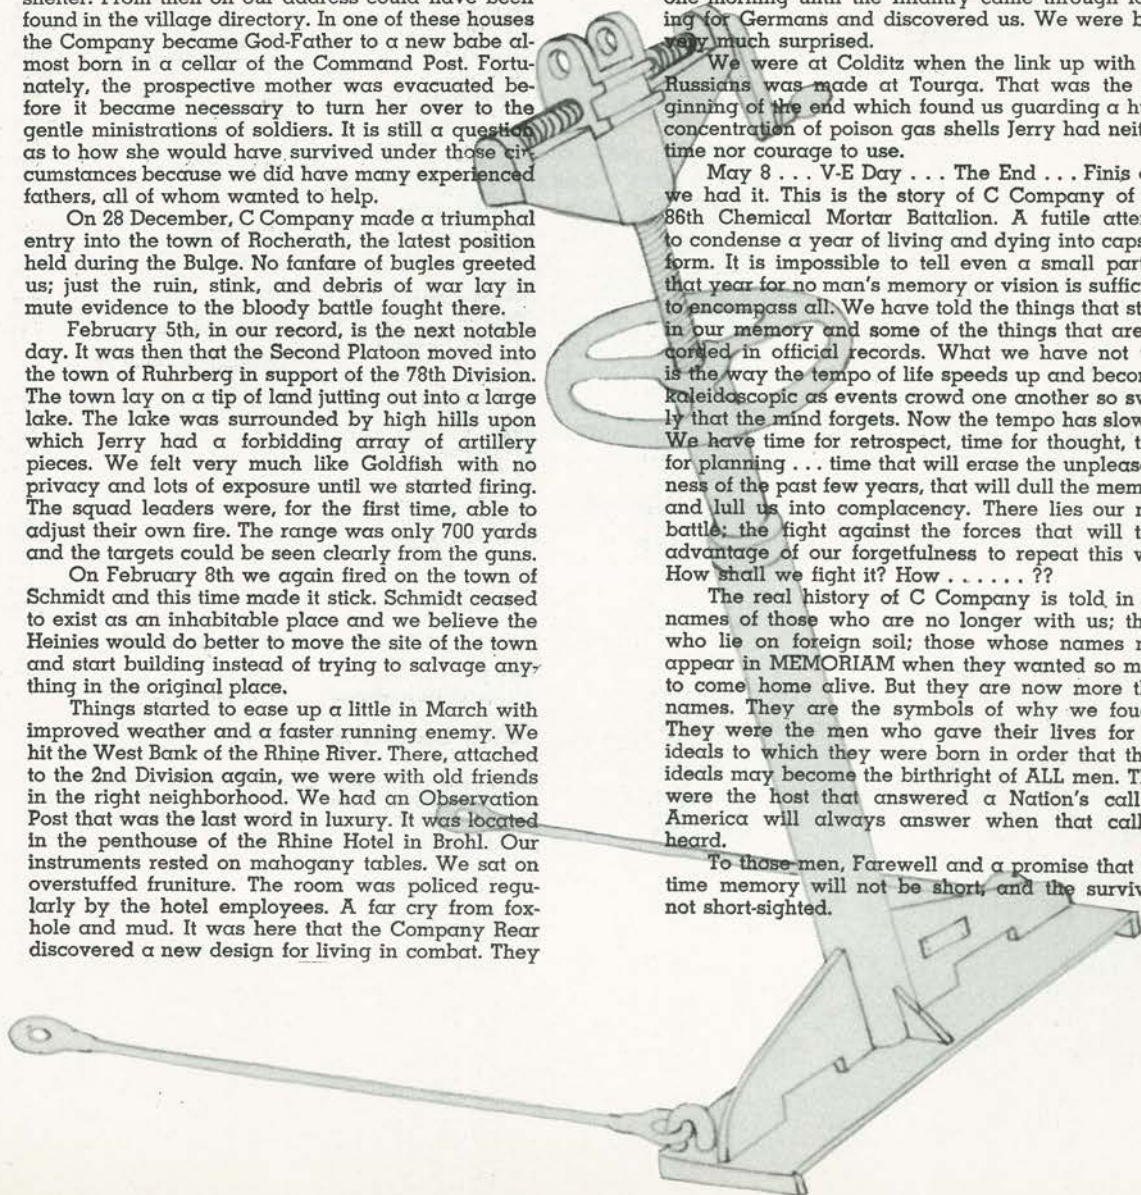 shelter. From then on our address could have been
found in the village directory. In one of these houses
the Company became God-Father to a new babe al-
most born in a cellar of the Command Post. Fortu-
nately, the prospective mother was evacuated be-
fore it became necessary to turn her over to the
gentle ministrations of soldiers. It is still a question
as to how she would have survived under those cir-
cumstances because we did have many experienced
fathers, all of whom wanted to help.
On 28 December, C Company made a triumphal
entry into the town of Rocherath, the latest position
held during the Bulge. No fanfare of bugles greeted
us; just the ruin, stink, and debris of war lay in
mute evidence to the bloody battle fought there.
February 5th, in our record, is the next notable
day. It was then that the Second Platoon moved into
the town of Ruhrberg in support of the 78th Division.
The town lay on a tip of land jutting out into a large
lake. The lake was surrounded by high hills upon
which Jerry had a forbidding array of artillery
pieces. We felt very much like Goldfish with no
privacy and lots of exposure until we started firing.
The squad leaders were, for the first time, able to
adjust their own fire. The range was only 700 yards
and the targets could be seen clearly from the guns.
On February 8th we again fired on the town of
Schmidt and this time made it stick. Schmidt ceased
to exist as an inhabitable place and we believe the
Heinies would do better to move the site of the town
and start building instead of trying to salvage any-
thing in the original place.
Things started to ease up a little in March with
improved weather and a faster running enemy. We
hit the West Bank of the Rhine River. There, attached
to the 2nd Division again, we were with old friends
in the right neighborhood. We had an Observation
Post that was the last word in luxury. It was located
in the penthouse of the Rhine Hotel in Brohl. Our
instruments rested on mahogany tables. We sat on
overstuffed fruniture. The room was policed regu-
larly by the hotel employees. A far cry from fox-
hole and mud. It was here that the Company Rear
discovered a new design for living in combat. They
one morning until the Infantry came through
ing for Germans and discovered us. We were
very much surprised.
We were at Colditz when the link up with
Russians was made at Tourga. That was the
ginning of the end which found us guarding a
concentration of poison gas shells Jerry had
time nor courage to use.
May 8 ... V-E Day ... The End ... Finis
we had it. This is the story of C Company of
86th Chemical Mortar Battalion. A futile
to condense a year of living and dying into
form. It is impossible to tell even a small part
that year for no man's memory or vision is
to encompass all. We have told the things that
in our memory and some of the things that are
corded in official records. What we have not
is the way the tempo of life speeds up and
kaleidoscopic as events crowd one another so
ly that the mind forgets. Now the tempo has
We have time for retrospect, time for thought,
for planning ... time that will erase the
ness of the past few years, that will dull the
and lull us into complacency. There lies our
battle; the fight against the forces that will
advantage of our forgetfulness to repeat this
How shall we fight it? How ...... ??
The real history of C Company is told in
names of those who are no longer with us;
who lie on foreign soil; those whose names
appear in MEMORIAM when they wanted so
to come home alive. But they are now more
names. They are the symbols of why we
They were the men who gave their lives for
ideals to which they were born in order that
ideals may become the birthright of ALL men.
were the host that answered a Nation's call
America will always answer when that call
heard.
To those men, Farewell and a promise that
time memory will not be short, and the
not short-sighted.